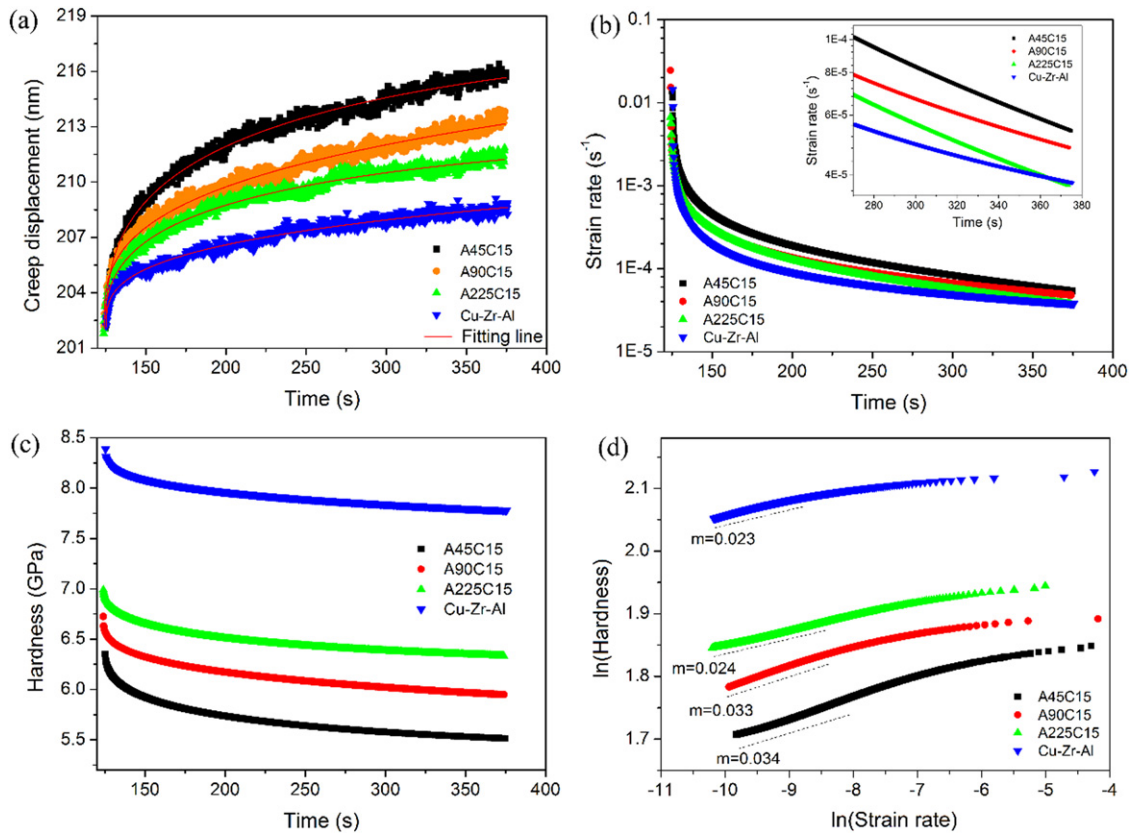 (a)
Creep displacement (nm)
219
216
213
210
207
204
201
150 200 250 300 350 400
Time (s)
A45C15
A90C15
A225C15
Cu-Zr-Al
Fitting line
(b)
Strain rate (s-1)
0.1
0.01
1E-3
1E-4
1E-5
150 200 250 300 350 400
Time (s)
A45C15
A90C15
A225C15
Cu-Zr-Al
Strain rate (s-1)
1E-4
8E-5
6E-5
4E-5
280 300 320 340 360 380
Time (s)
A45C15
A90C15
A225C15
Cu-Zr-Al
(c)
Hardness (GPa)
8.5
8.0
7.5
7.0
6.5
6.0
5.5
150 200 250 300 350 400
Time (s)
A45C15
A90C15
A225C15
Cu-Zr-Al
(d)
ln(Hardness)
2.1
2.0
1.9
1.8
1.7
-11 -10 -9 -8 -7 -6 -5 -4
ln(Strain rate)
m=0.023
m=0.024
m=0.033
m=0.034
A45C15
A90C15
A225C15
Cu-Zr-Al